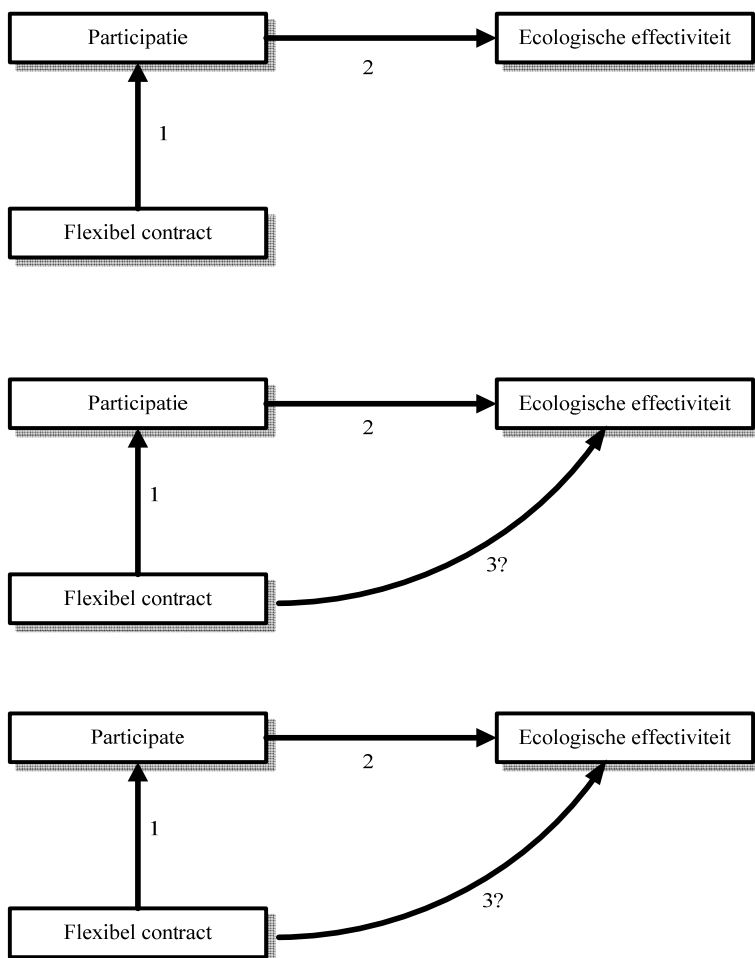 Participatie
Ecologische effectiviteit
2
1
Flexibel contract
Participatie
Ecologische effectiviteit
2
1
3?
Flexibel contract
Participate
Ecologische effectiviteit
2
1
3?
Flexibel contract